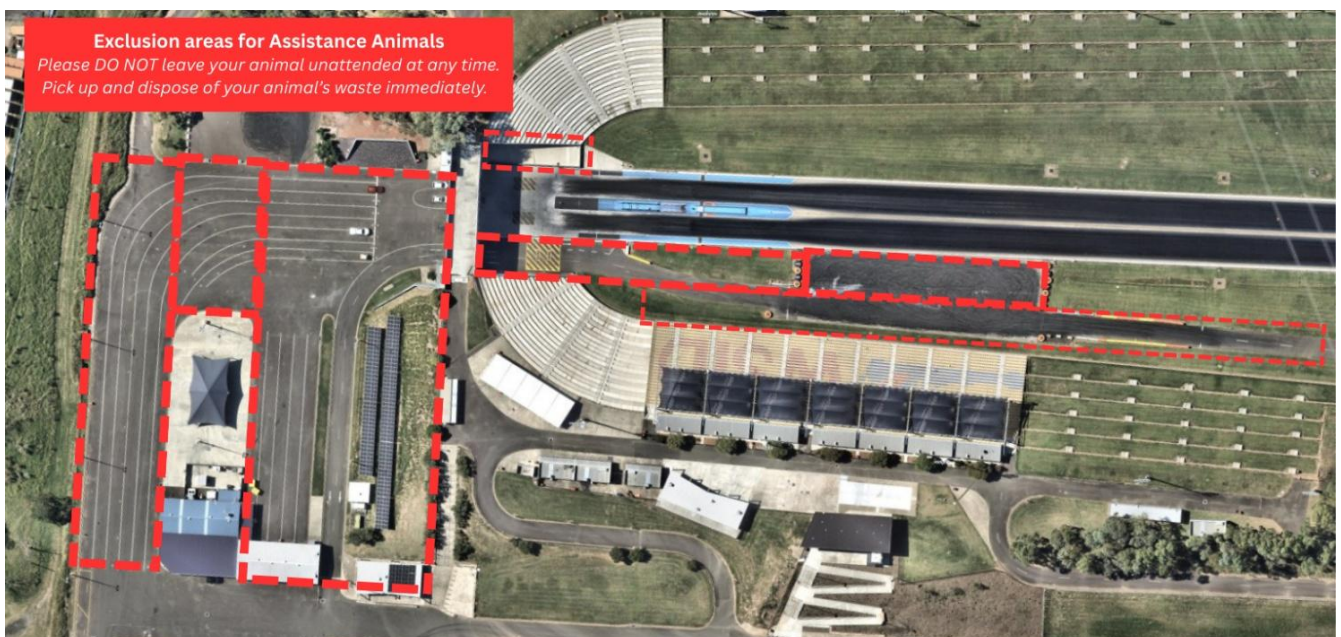 Exclusion areas for Assistance Animals
Please DO NOT leave your animal unattended at any time.
Pick up and dispose of your animal's waste immediately.